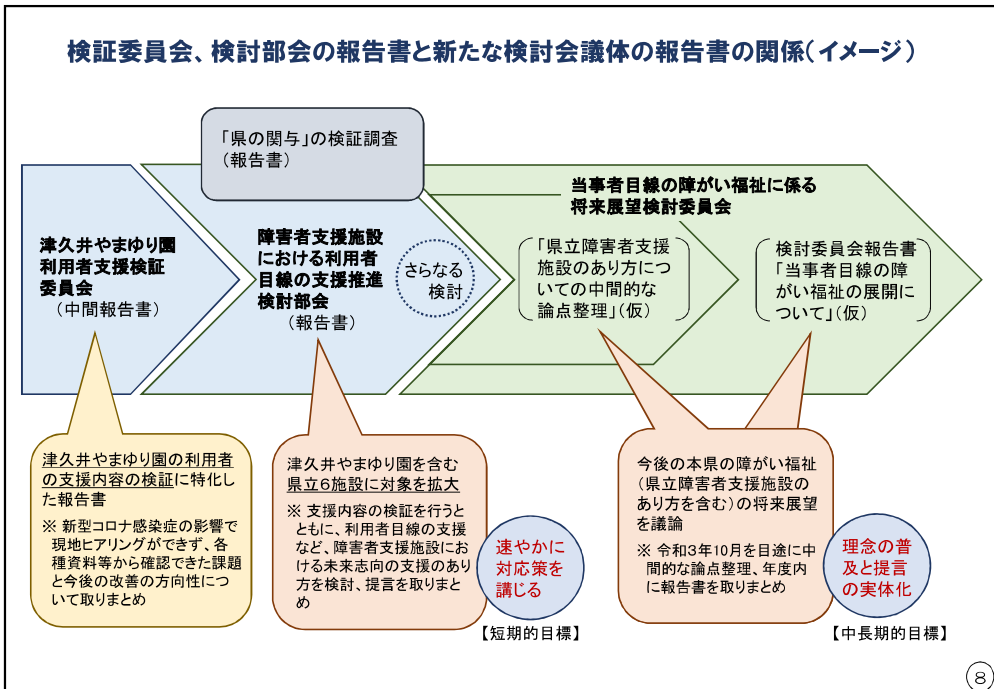 検証委員会、検討部会の報告書と新たな検討会議体の報告書の関係（イメージ）
「県の関与」の検証調査
（報告書）
津久井やまゆり園
利用者支援検証
委員会
（中間報告書）
障害者支援施設
における利用者
目線の支援推進
検討部会
（報告書）
さらなる
検討
当事者目線の障がい福祉に係る
将来展望検討委員会
「県立障害者支援
施設のあり方につ
いての中間的な
論点整理」（仮）
検討委員会報告書
「当事者目線の障
がい福祉の展開に
ついて」（仮）
津久井やまゆり園の利用者
の支援内容の検証に特化し
た報告書
※ 新型コロナ感染症の影響で
現地ヒアリングができず、各
種資料等から確認できた課題
と今後の改善の方向性につ
いて取りまとめ
津久井やまゆり園を含む
県立６施設に対象を拡大
※ 支援内容の検証を行うと
ともに、利用者目線の支援
など、障害者支援施設にお
ける未来志向の支援のあり
方を検討、提言を取りまと
め
速やかに
対応策を
講じる
【短期的目標】
今後の本県の障がい福祉
（県立障害者支援施設の
あり方を含む）の将来展望
を議論
※ 令和３年10月を目途に中
間的な論点整理、年度内
に報告書を取りまとめ
理念の普
及と提言
の実体化
【中長期的目標】
⑧